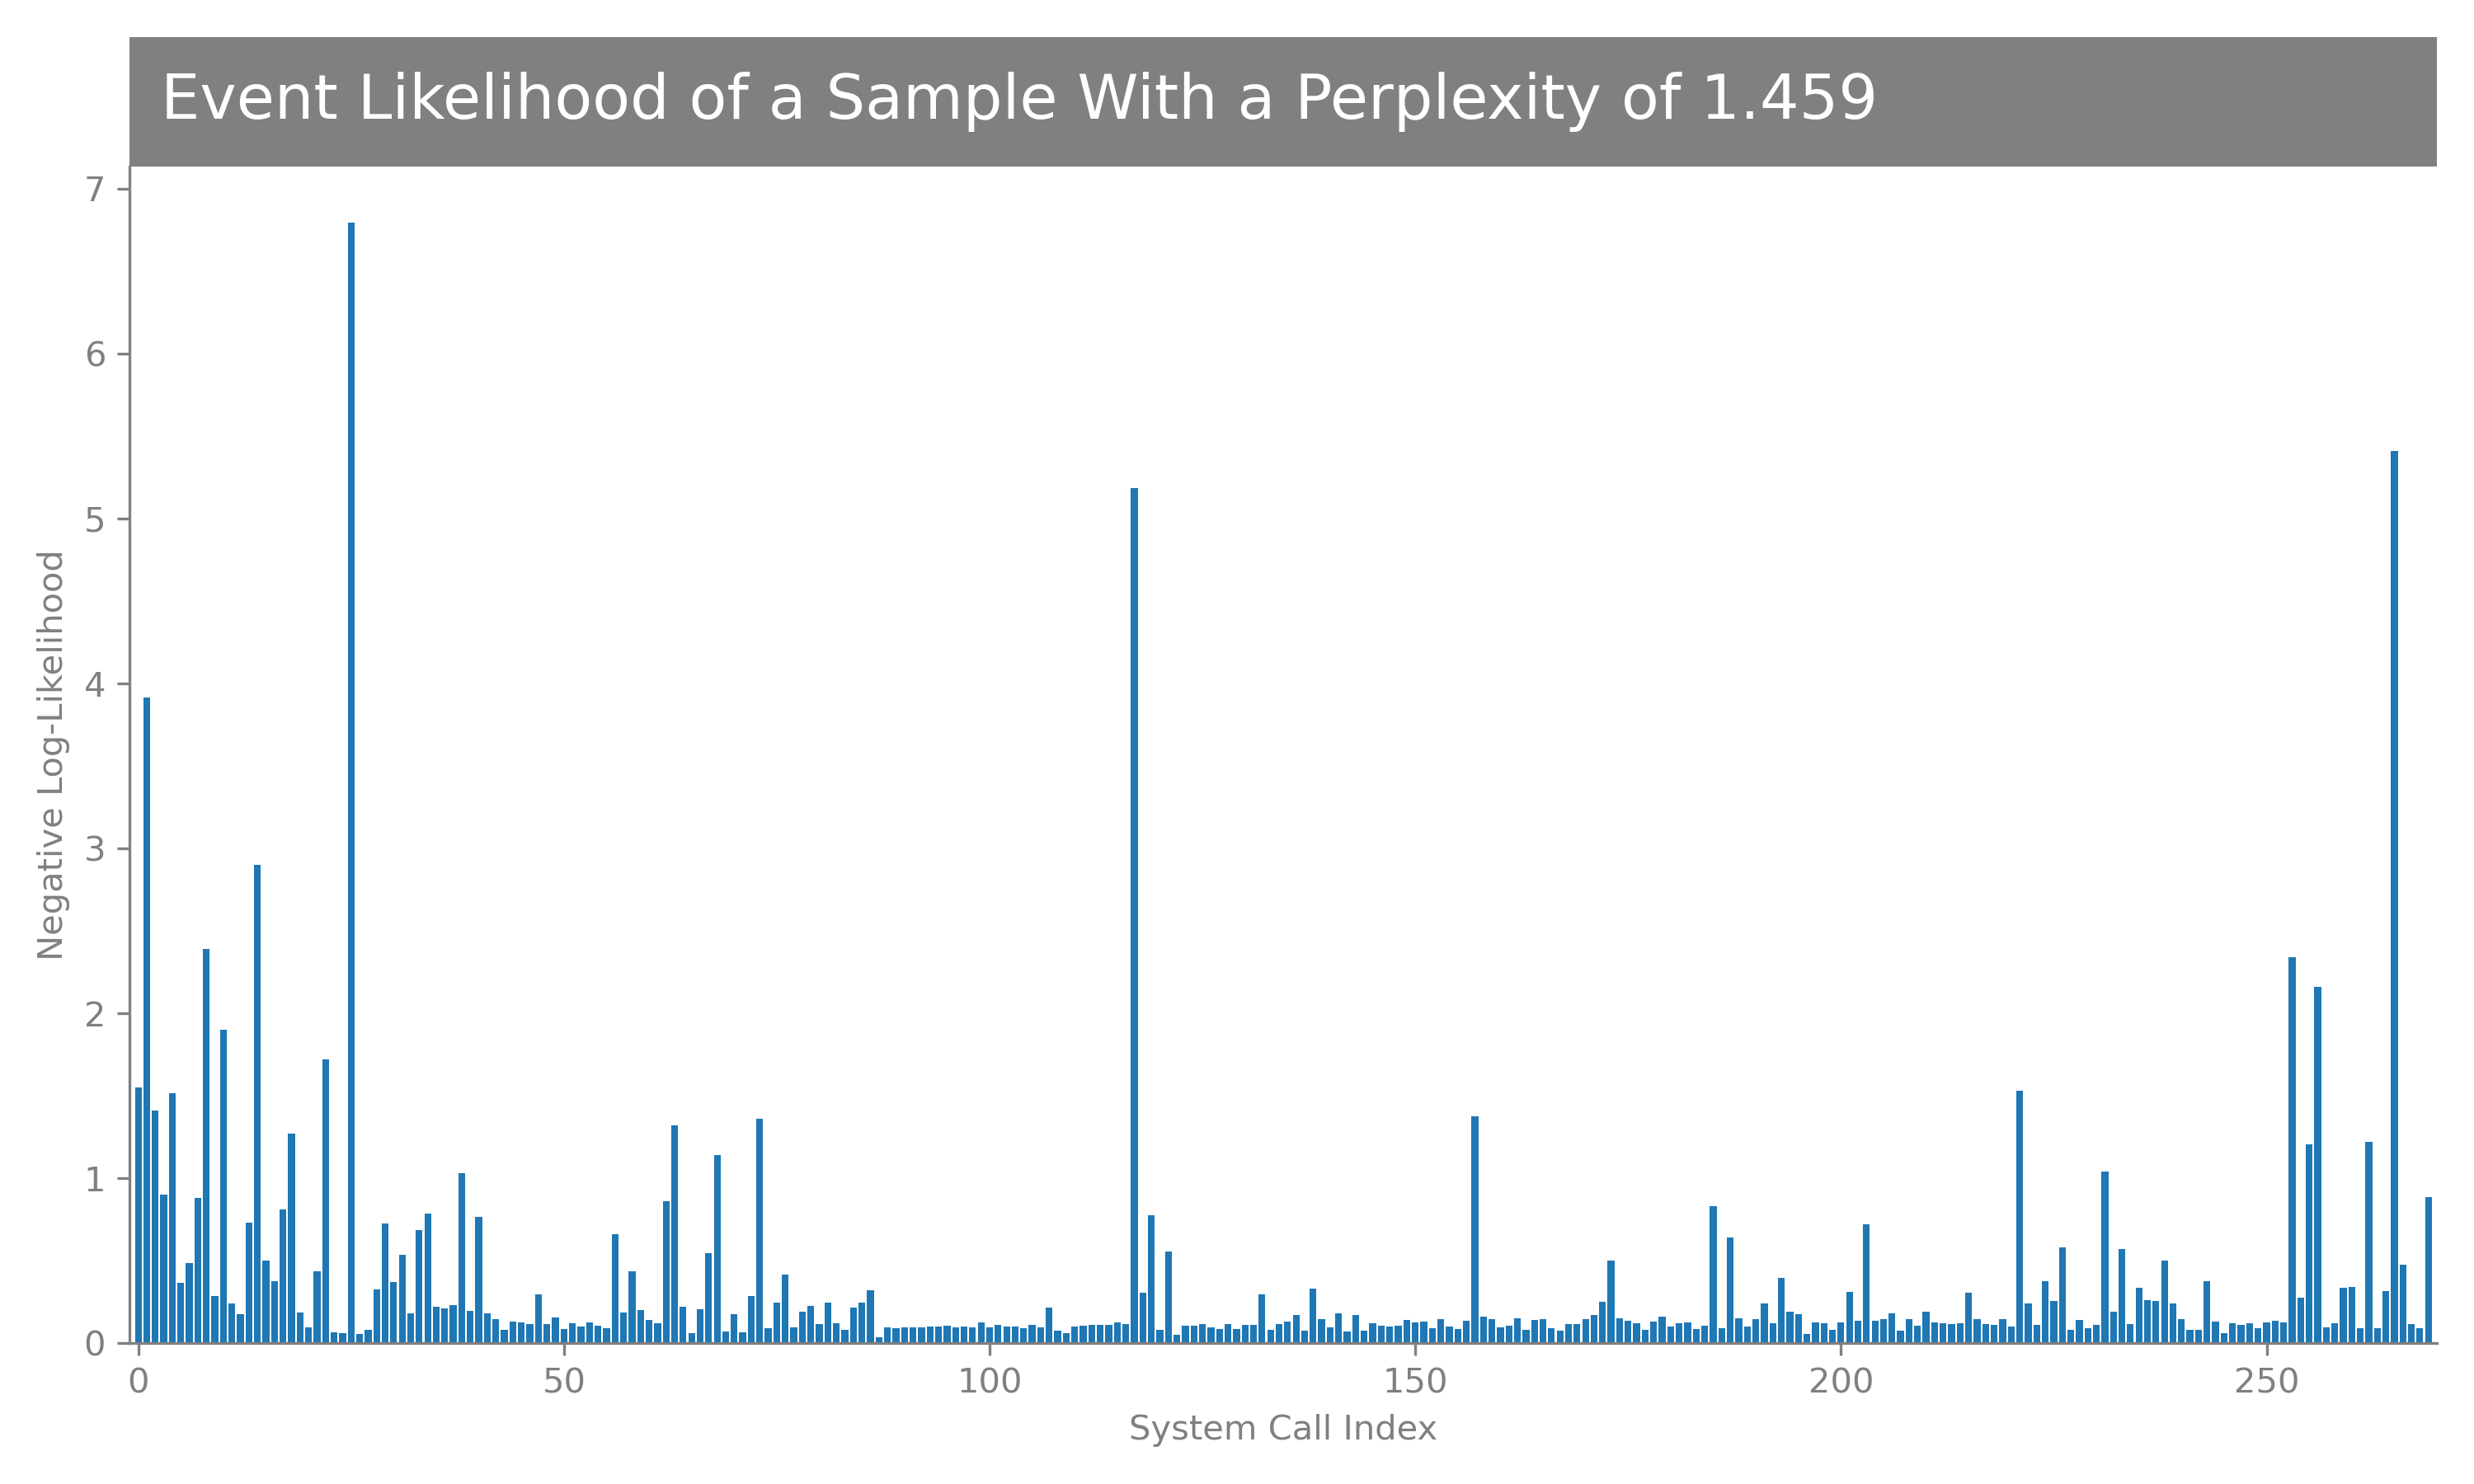 Event Likelihood of a Sample With a Perplexity of 1.459
7
6
5
4
3
2
1
0
Negative Log-Likelihood
0 50 100 150 200 250
System Call Index